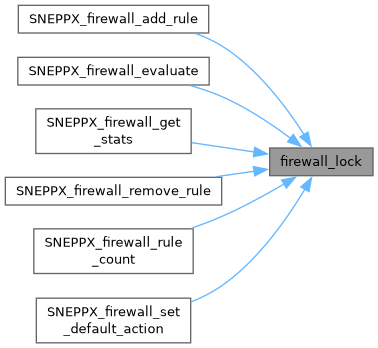 SNEPPX_firewall_add_rule
SNEPPX_firewall_evaluate
SNEPPX_firewall_get
_stats
firewall_lock
SNEPPX_firewall_remove_rule
SNEPPX_firewall_rule
_count
SNEPPX_firewall_set
_default_action